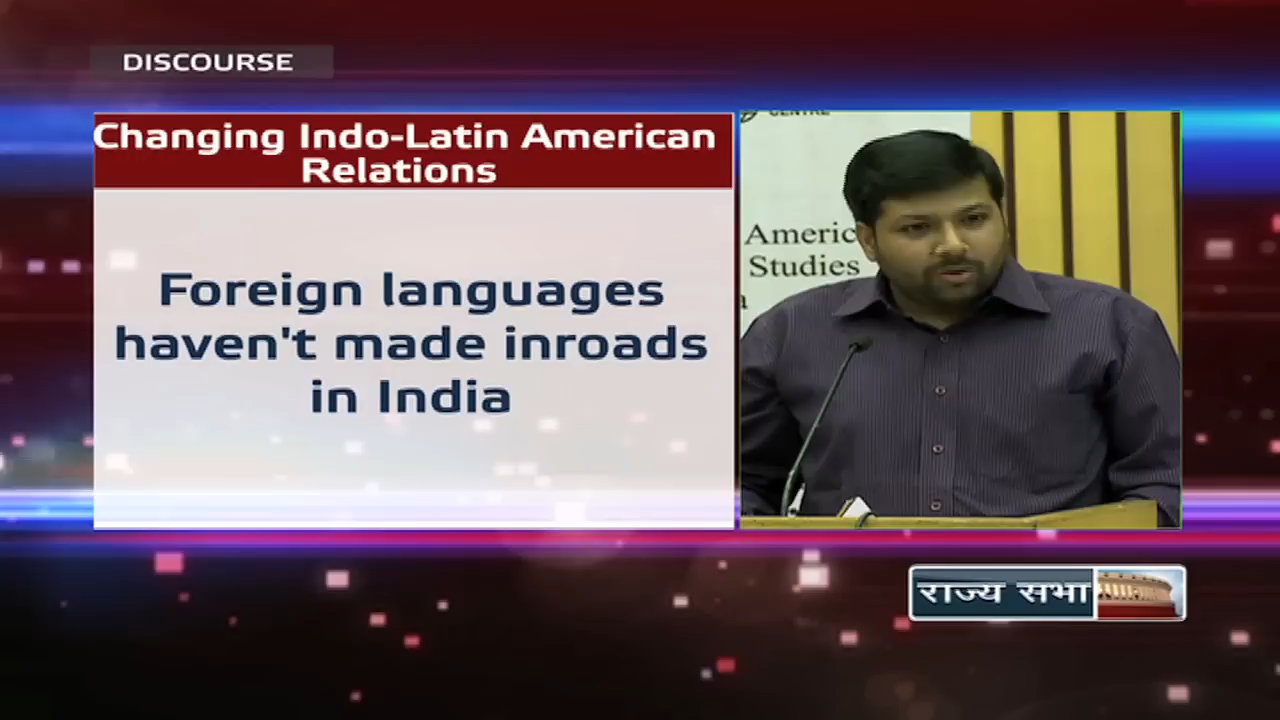 DISCOURSE
Changing Indo-Latin American
Relations
Foreign languages
haven't made inroads
in India
CENTRE
Americ
Studies
a
राज्य सभा